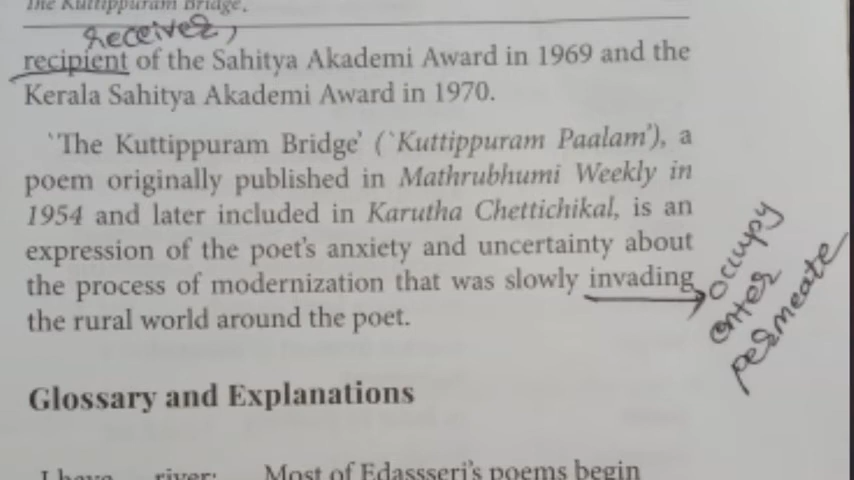 The Kuttippuram Bridge.
receiver,
recipient of the Sahitya Akademi Award in 1969 and the
Kerala Sahitya Akademi Award in 1970.
‘The Kuttippuram Bridge’ (‘Kuttippuram Paalam’), a
poem originally published in Mathrubhumi Weekly in
1954 and later included in Karutha Chettichikal, is an
expression of the poet's anxiety and uncertainty about
the process of modernization that was slowly invading
the rural world around the poet.
occupy
enter
permeate
Glossary and Explanations
I have river: Most of Edassseri's poems begin